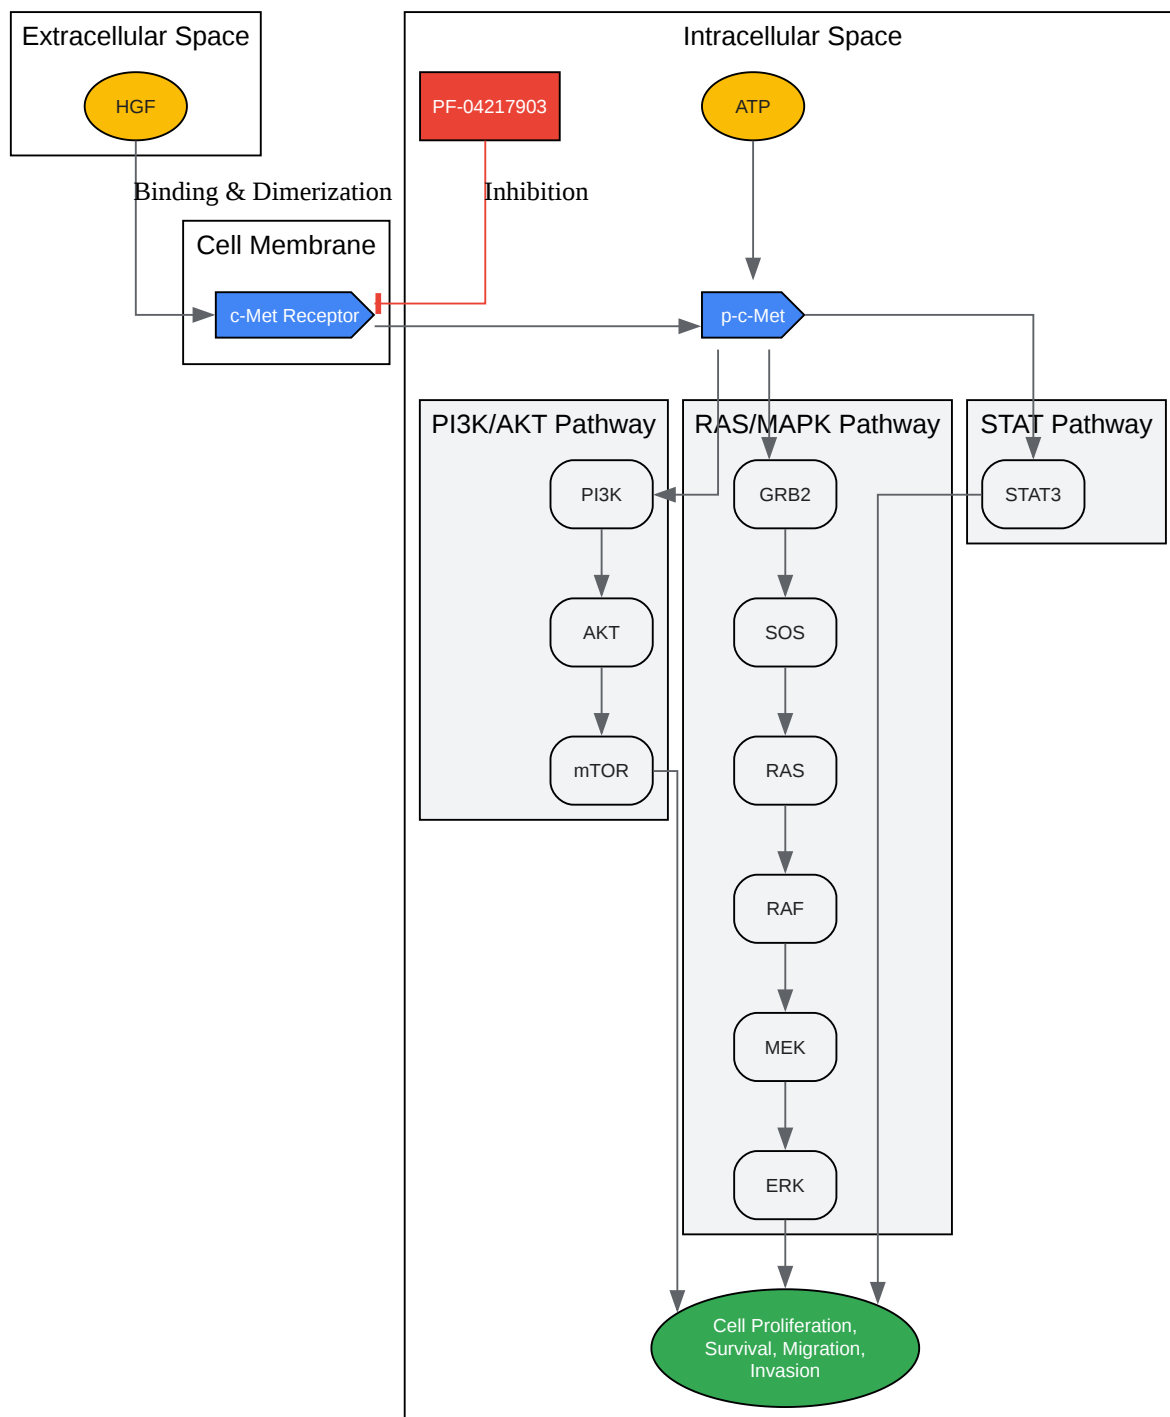 Extracellular Space
Intracellular Space
HGF
PF-04217903
ATP
Binding & Dimerization
Inhibition
Cell Membrane
c-Met Receptor
p-c-Met
PI3K/AKT Pathway
RAS/MAPK Pathway
STAT Pathway
PI3K
GRB2
STAT3
AKT
SOS
mTOR
RAS
RAF
MEK
ERK
Cell Proliferation,
Survival, Migration,
Invasion